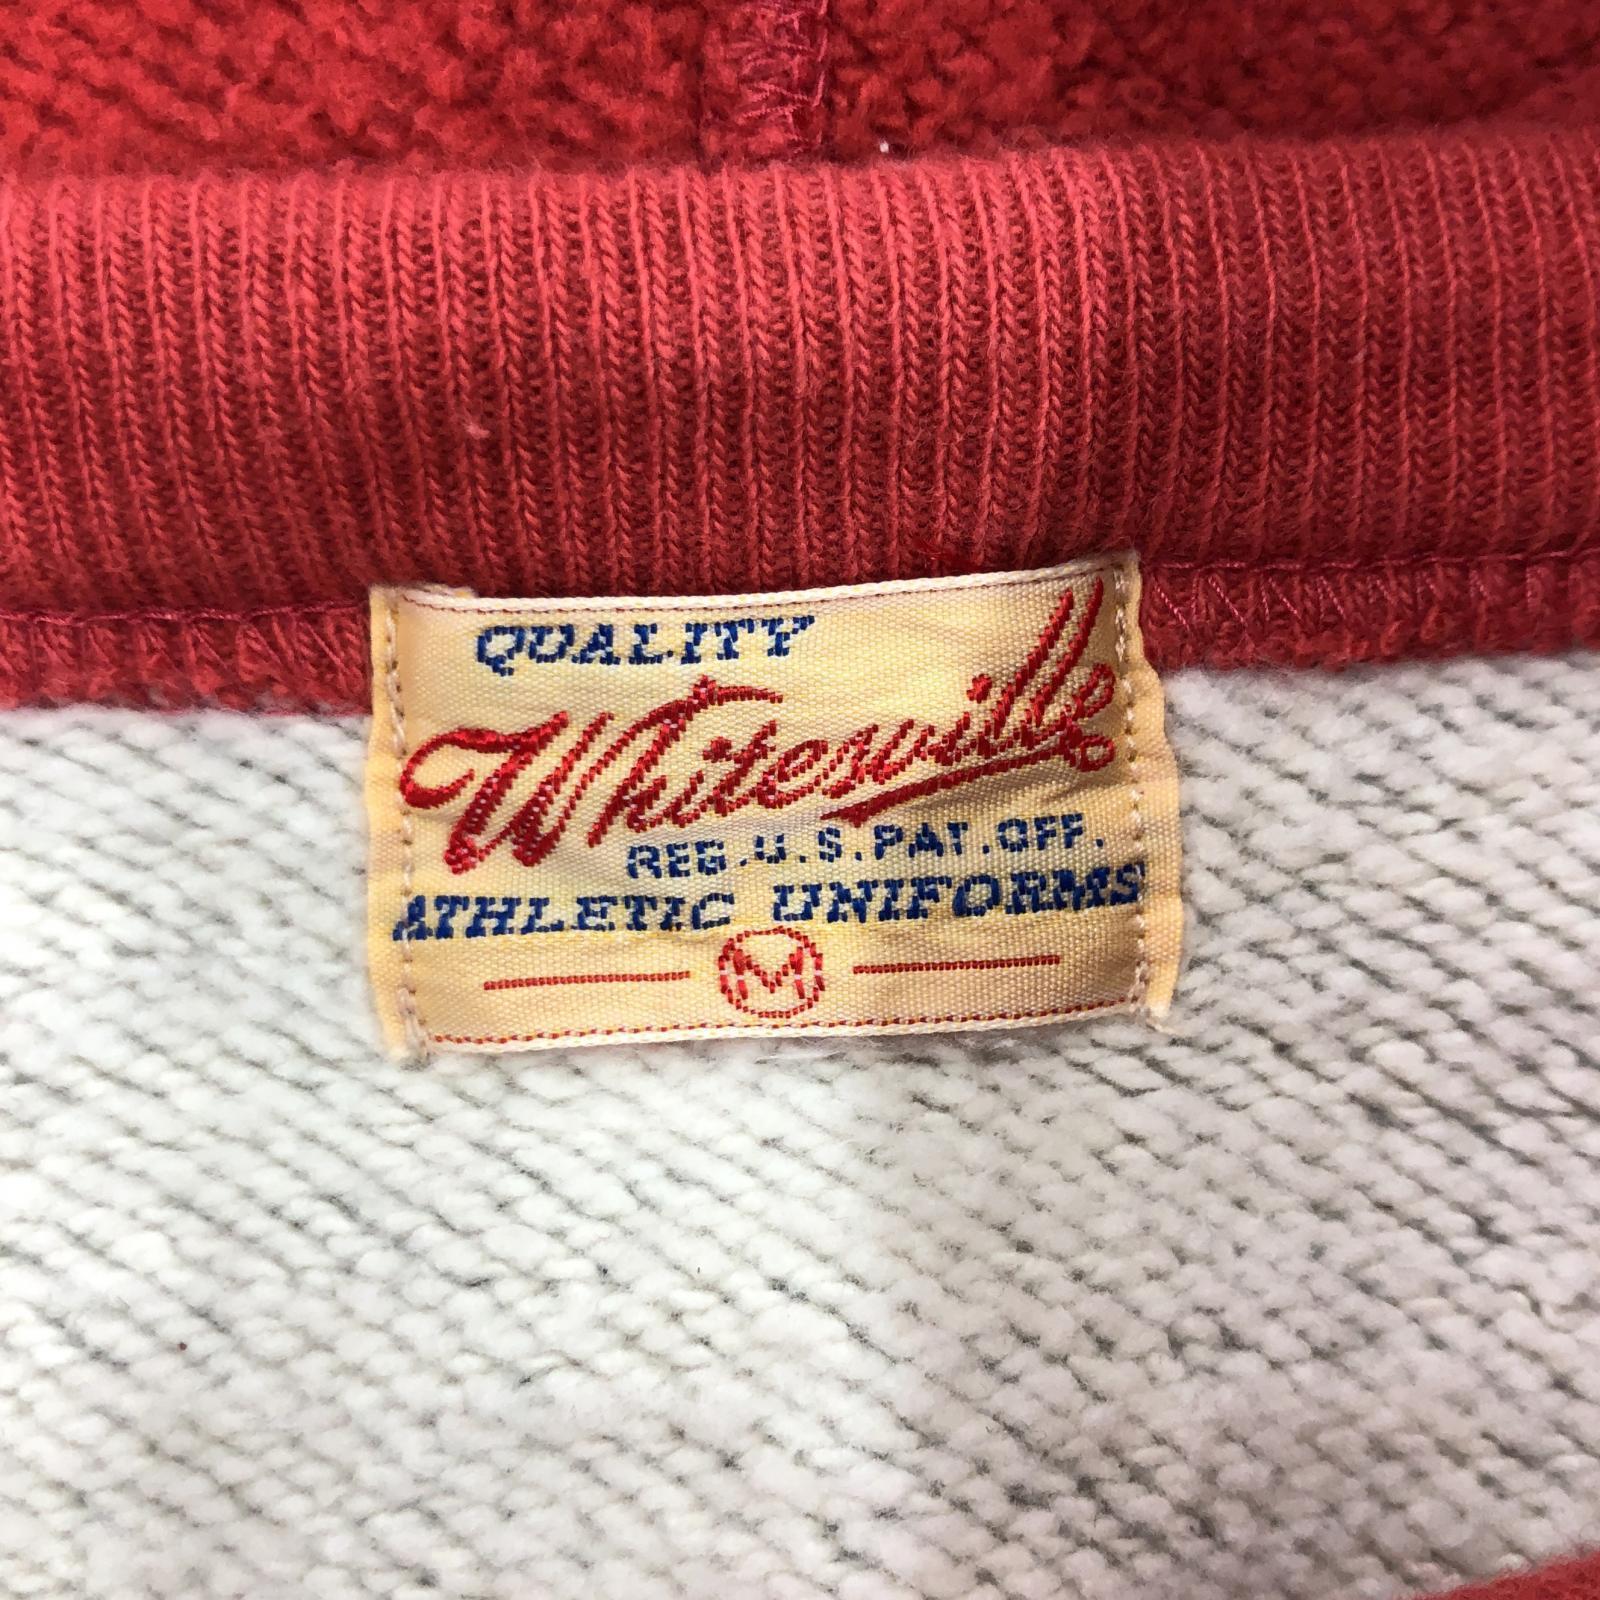 QUALITY
Whitesville
REG.U.S.PAT.OFF.
ATHLETIC UNIFORMS
M